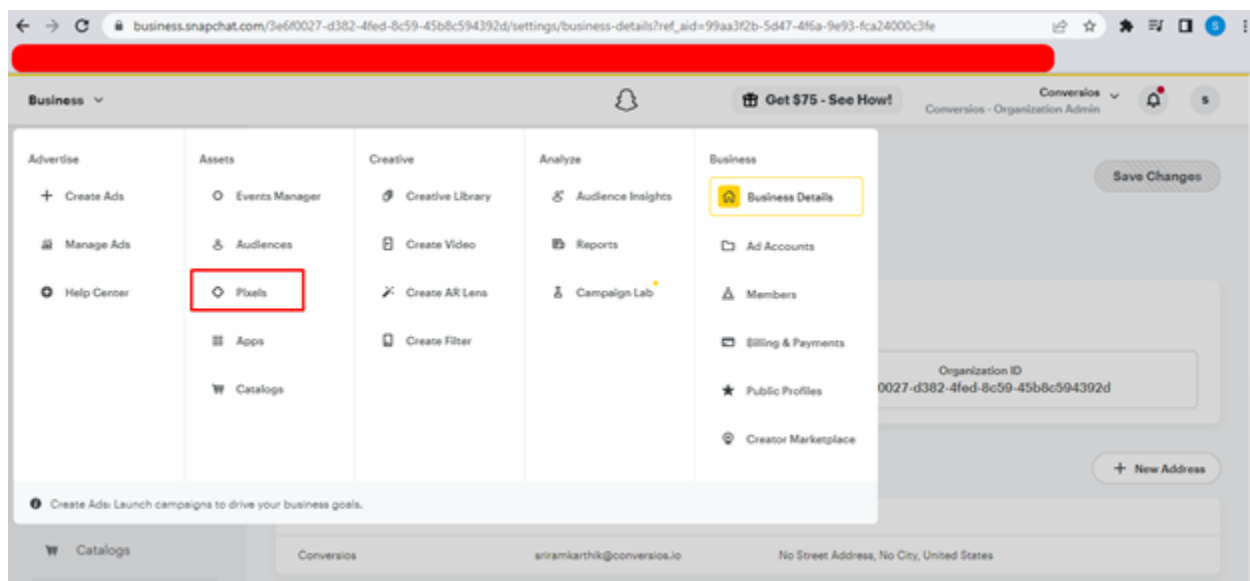 business.snapchat.com/3e6f0027-d382-4fed-8c59-45b8c594392d/settings/business-details?ref_aid=99aa3f2b-5d47-4f6a-9e93-fca24000c3fe
S
Business
Get $75 - See How!
Conversios
Conversios - Organization Admin
S
Advertise
Create Ads
Manage Ads
Help Center
Assets
Events Manager
Audiences
Pixels
Apps
Catalogs
Creative
Creative Library
Create Video
Create AR Lens
Create Filter
Analyze
Audience Insights
Reports
Campaign Lab
Business
Business Details
Ad Accounts
Members
Billing & Payments
Public Profiles
Creator Marketplace
Create Ads: Launch campaigns to drive your business goals.
Save Changes
Organization ID
0027-d382-4fed-8c59-45b8c594392d
New Address
Catalogs
Conversios
sriramkarthik@conversios.io
No Street Address, No City, United States